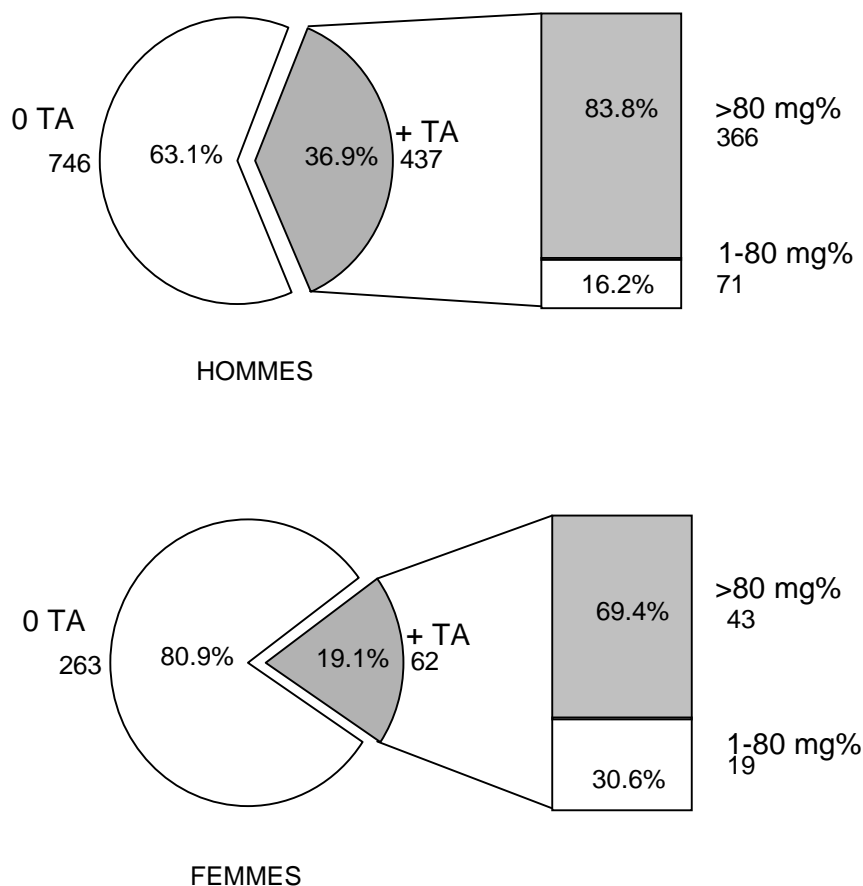 0 TA
746
63.1%
36.9%
+ TA
437
83.8%
>80 mg%
366
16.2%
1-80 mg%
71
HOMMES
0 TA
263
80.9%
19.1%
+ TA
62
69.4%
>80 mg%
43
30.6%
1-80 mg%
19
FEMMES